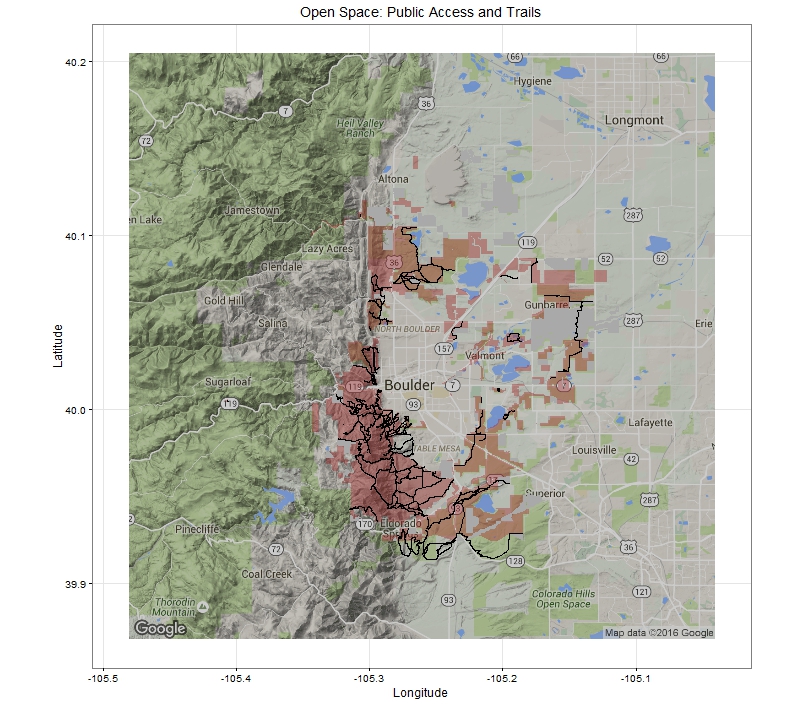 Open Space: Public Access and Trails
40.2
66
66
Hygiene
7
36
Longmont
Heil Valley
Ranch
72
Altona
Jamestown
en Lake
287
40.1
Lazy Acres
119
Glendale
36
52
52
Gold Hill
Gunbarre
Salina
NORTH BOULDER
287
Erie
157
Valmont
Latitude
Sugarloaf
119
Boulder
7
7
119
93
40.0
Lafayette
TABLE MESA
Louisville
42
Superior
287
170
Eldorado
Pinecliffe
93
72
36
128
Coal Creek
39.9
93
Colorado Hills
Open Space
121
Thorodin
Mountain
Google
Map data ©2016 Google
-105.5
-105.4
-105.3
-105.2
-105.1
Longitude